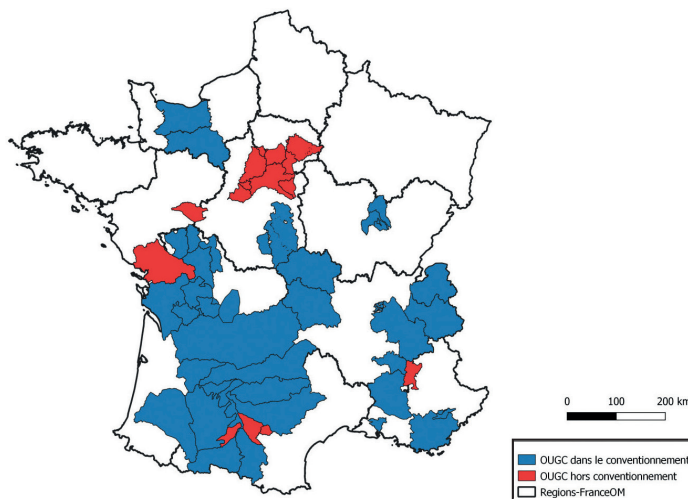 0 100 200 km
OUGC dans le conventionnement
OUGC hors conventionnement
Regions-FranceOM